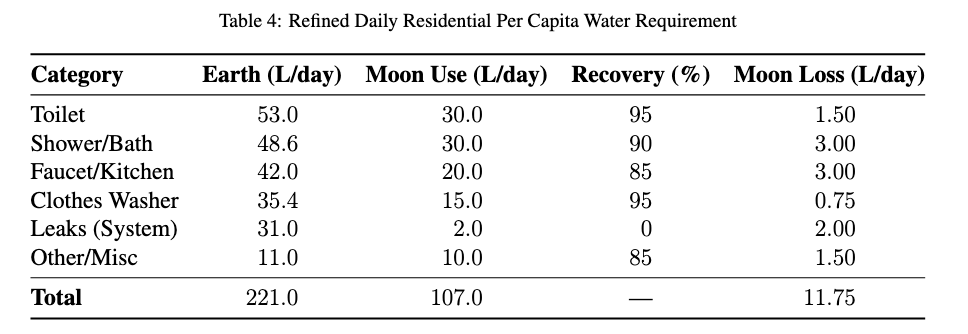 Table 4: Refined Daily Residential Per Capita Water Requirement
Category Earth (L/day) Moon Use (L/day) Recovery (%) Moon Loss (L/day)
Toilet 53.0 30.0 95 1.50
Shower/Bath 48.6 30.0 90 3.00
Faucet/Kitchen 42.0 20.0 85 3.00
Clothes Washer 35.4 15.0 95 0.75
Leaks (System) 31.0 2.0 0 2.00
Other/Misc 11.0 10.0 85 1.50
Total 221.0 107.0 — 11.75